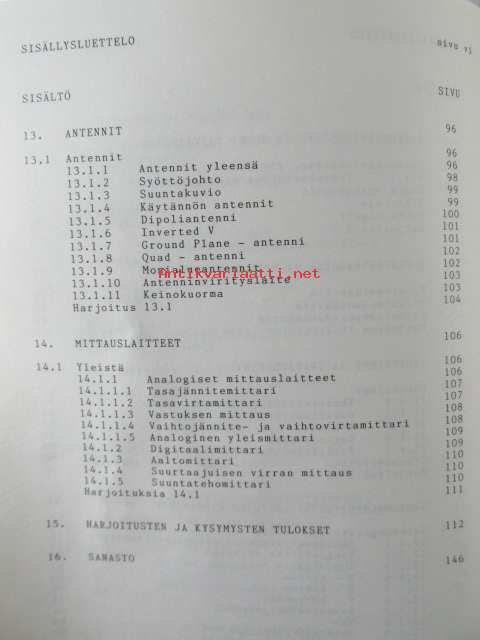 SISÄLLYSLUETTELO sivu vi
SISÄLTÖ SIVU
13. ANTENNIT 96
13.1 Antennit 96
13.1.1 Antennit yleensä 96
13.1.2 Syöttöjohto 98
13.1.3 Suuntakuvio 99
13.1.4 Käytännön antennit 99
13.1.5 Dipoliantenni 100
13.1.6 Inverted V 101
13.1.7 Ground Plane - antenni 101
13.1.8 Quad - antenni 102
13.1.9 Monialueantennit 102
Antikvariaatti.net
13.1.10 Antenninvirityslaite 103
13.1.11 Keinokuorma 103
Harjoitus 13.1 104
14. MITTAUSLAITTEET 106
14.1 Yleistä 106
14.1.1 Analogiset mittauslaitteet 106
14.1.1.1 Tasajännitemittari 107
14.1.1.2 Tasavirtamittari 107
14.1.1.3 Vastuksen mittaus 108
14.1.1.4 Vaihtojännite- ja vaihtovirtamittari 108
14.1.1.5 Analoginen yleismittari 109
14.1.2 Digitaalimittari 109
14.1.3 Aaltomittari 110
14.1.4 Suurtaajuisen virran mittaus 110
14.1.5 Suuntatehomittari 110
Harjoituksia 14.1 111
15. HARJOITUSTEN JA KYSYMYSTEN TULOKSET 112
16. SANASTO 146